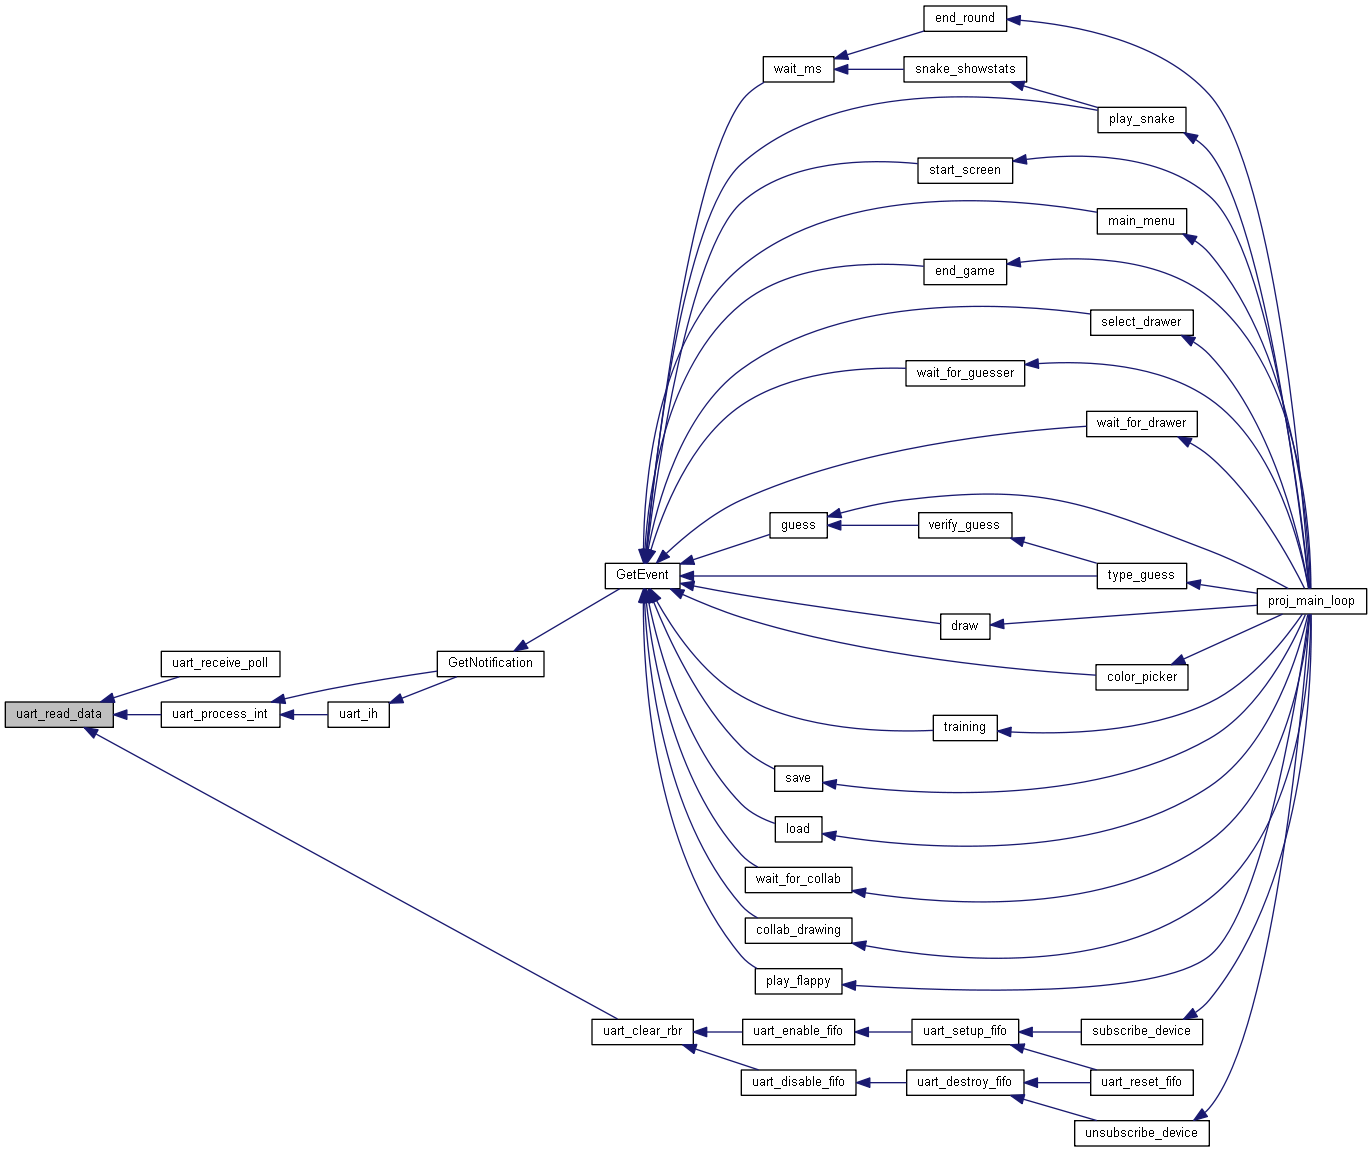 end_round
wait_ms
snake_showstats
play_snake
start_screen
main_menu
end_game
select_drawer
wait_for_guesser
wait_for_drawer
guess
verify_guess
GetEvent
type_guess
proj_main_loop
draw
uart_receive_poll
GetNotification
color_picker
uart_read_data
uart_process_int
uart_ih
training
save
load
wait_for_collab
collab_drawing
play_flappy
uart_clear_rbr
uart_enable_fifo
uart_setup_fifo
subscribe_device
uart_disable_fifo
uart_destroy_fifo
uart_reset_fifo
unsubscribe_device